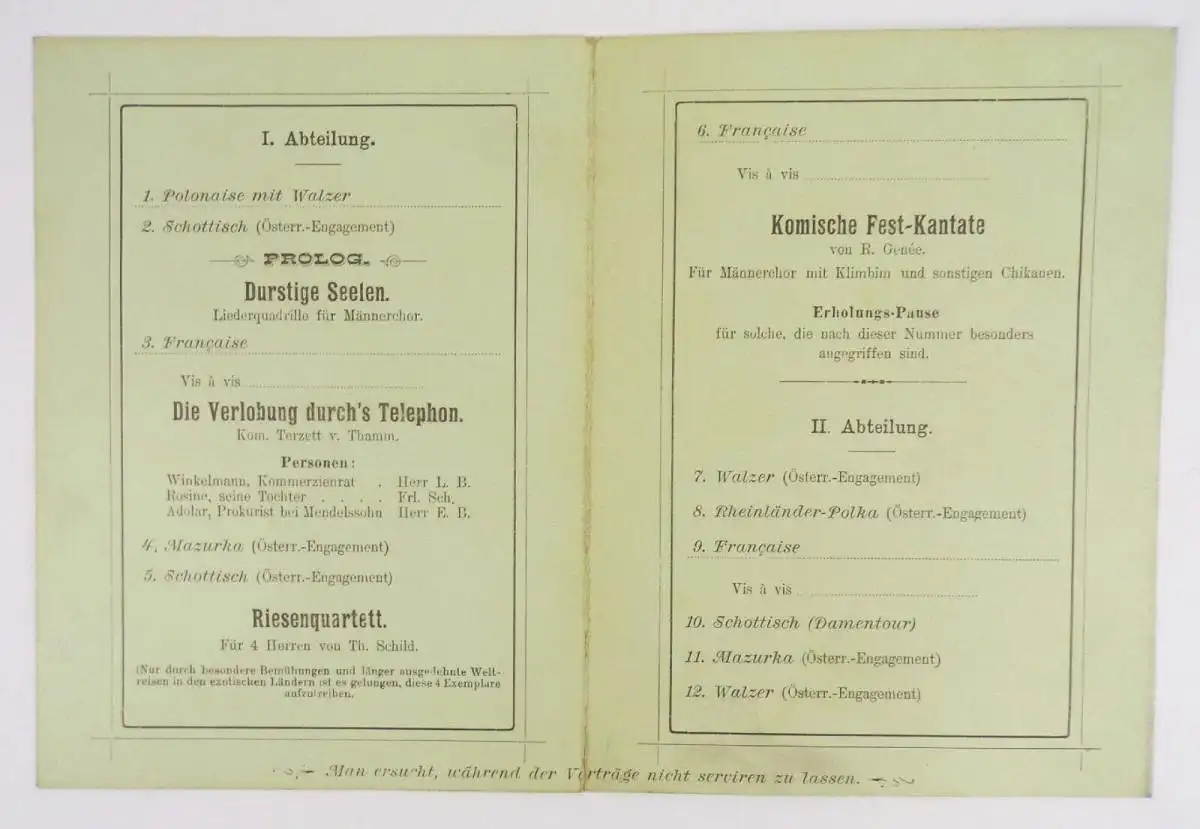 I. Abteilung.
1. Polonaise mit Walzer
2. Schottisch (Österr.-Engagement)
PROLOG.
Durstige Seelen.
Liederquadrille für Männerchor.
3. Française
Vis à vis
Die Verlobung durch's Telephon.
Kom. Terzett v. Thamm.
Personen:
Winkelmann, Kommerzienrat . Herr L. B.
Rosine, seine Tochter . . . . Frl. Sch.
Adolar, Prokurist bei Mendelssohn Herr E. B.
4. Mazurka (Österr.-Engagement)
5. Schottisch (Österr.-Engagement)
Riesenquartett.
Für 4 Herren von Th. Schild.
(Nur durch besondere Bemühungen und länger ausgedehnte Welt-
reisen in den exotischen Ländern ist es gelungen, diese 4 Exemplare
aufzutreiben.
6. Française
Vis à vis
Komische Fest-Kantate
von R. Genée.
Für Männerchor mit Klimbim und sonstigen Chikanen.
Erholungs-Pause
für solche, die nach dieser Nummer besonders
angegriffen sind.
II. Abteilung.
7. Walzer (Österr.-Engagement)
8. Rheinländer-Polka (Österr.-Engagement)
9. Française
Vis à vis
10. Schottisch (Damentour)
11. Mazurka (Österr.-Engagement)
12. Walzer (Österr.-Engagement)
Man ersucht, während der Vorträge nicht serviren zu lassen.